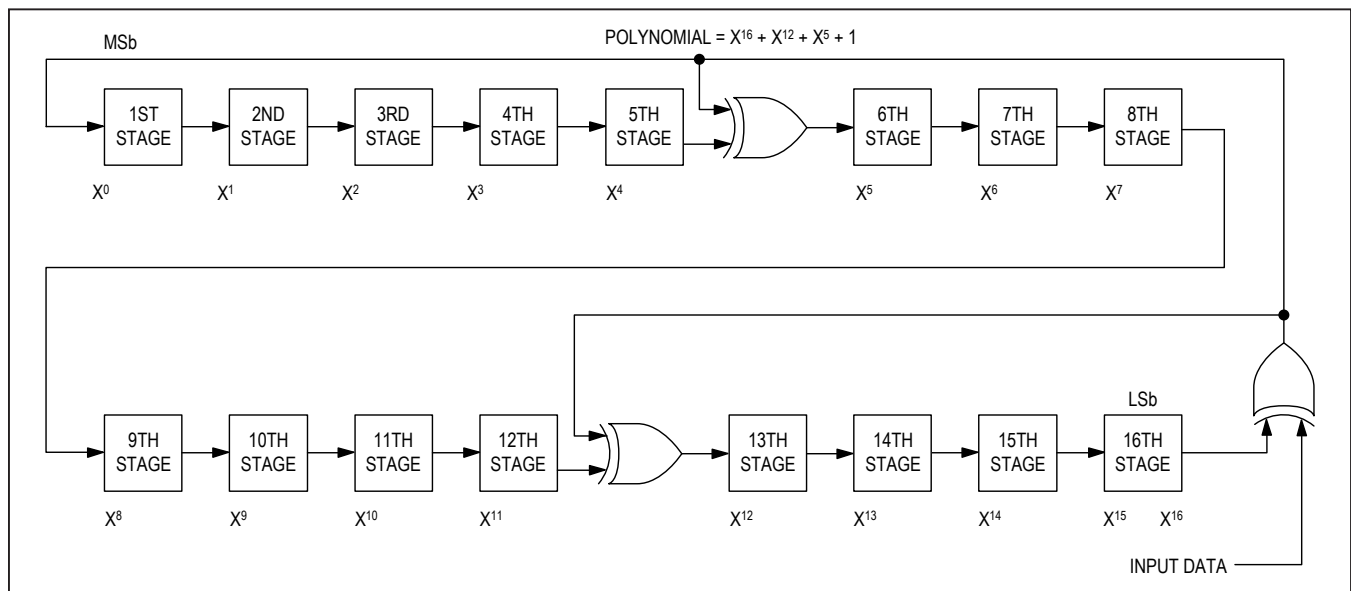 MSb
POLYNOMIAL = X¹⁶ + X¹² + X⁵ + 1
1ST
STAGE
2ND
STAGE
3RD
STAGE
4TH
STAGE
5TH
STAGE
6TH
STAGE
7TH
STAGE
8TH
STAGE
X⁰
X¹
X²
X³
X⁴
X⁵
X⁶
X⁷
LSb
9TH
STAGE
10TH
STAGE
11TH
STAGE
12TH
STAGE
13TH
STAGE
14TH
STAGE
15TH
STAGE
16TH
STAGE
X⁸
X⁹
X¹⁰
X¹¹
X¹²
X¹³
X¹⁴
X¹⁵
X¹⁶
INPUT DATA